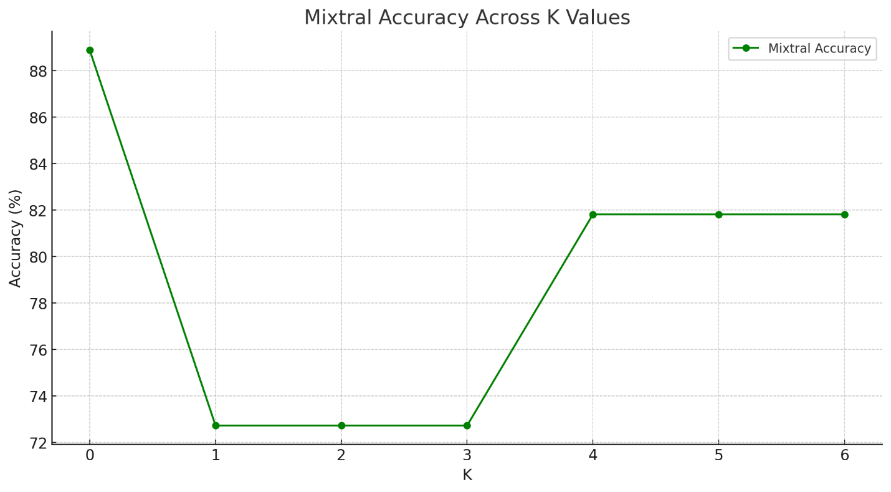 Mixtral Accuracy Across K Values
Mixtral Accuracy
Accuracy (%)
88
86
84
82
80
78
76
74
72
0 1 2 3 4 5 6
K